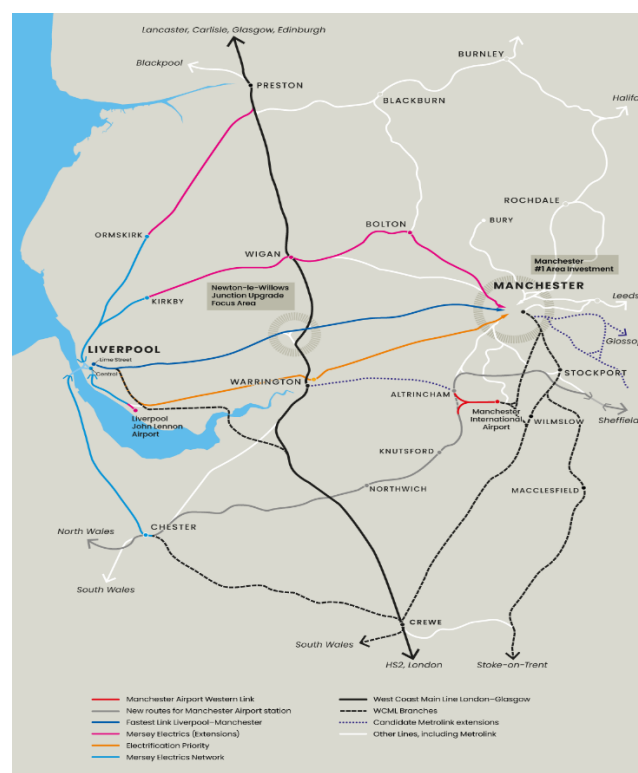 Lancaster, Carlisle, Glasgow, Edinburgh
BURNLEY
Blackpool
PRESTON
BLACKBURN
Halifa
ROCHDALE
BURY
BOLTON
ORMSKIRK
WIGAN
Manchester
#1 Area Investment
MANCHESTER
Newton-le-Willows
Junction Upgrade
Focus Area
KIRKBY
Leeds
LIVERPOOL
Lime Street
Central
Glossop
STOCKPORT
WARRINGTON
ALTRINCHAM
Liverpool
John Lennon
Airport
Manchester
International
Airport
WILMSLOW
Sheffield
KNUTSFORD
NORTHWICH
MACCLESFIELD
North Wales
CHESTER
South Wales
CREWE
South Wales
HS2, London
Stoke-on-Trent
Manchester Airport Western Link
New routes for Manchester Airport station
Fastest Link Liverpool–Manchester
Mersey Electrics (Extensions)
Electrification Priority
Mersey Electrics Network
West Coast Main Line London–Glasgow
WCML Branches
Candidate Metrolink extensions
Other Lines, including Metrolink